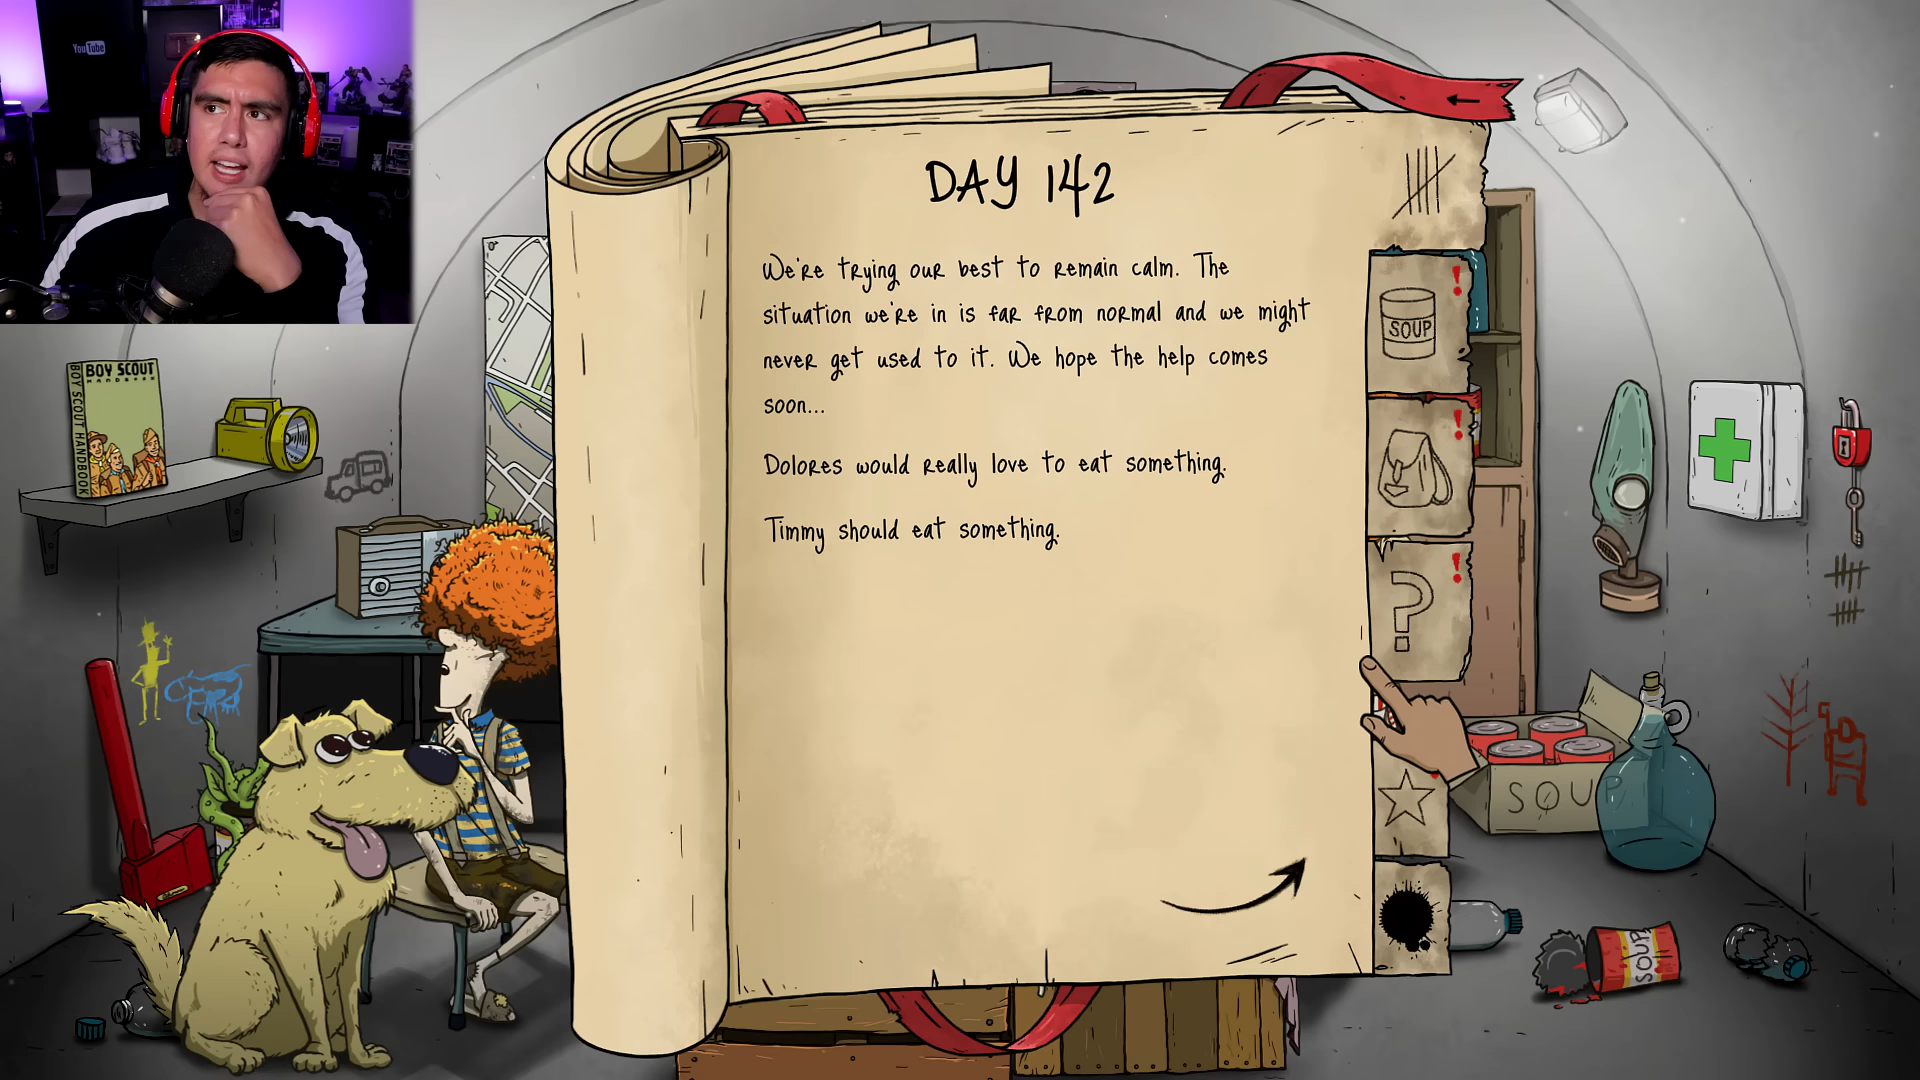 YouTube
DAY 142
We're trying our best to remain calm. The
situation we're in is far from normal and we might
never get used to it. We hope the help comes
soon...
Dolores would really love to eat something.
Timmy should eat something.
SOUP
BOY SCOUT
HANDBOOK
BOY SCOUT HANDBOOK
SOUP
SOUP